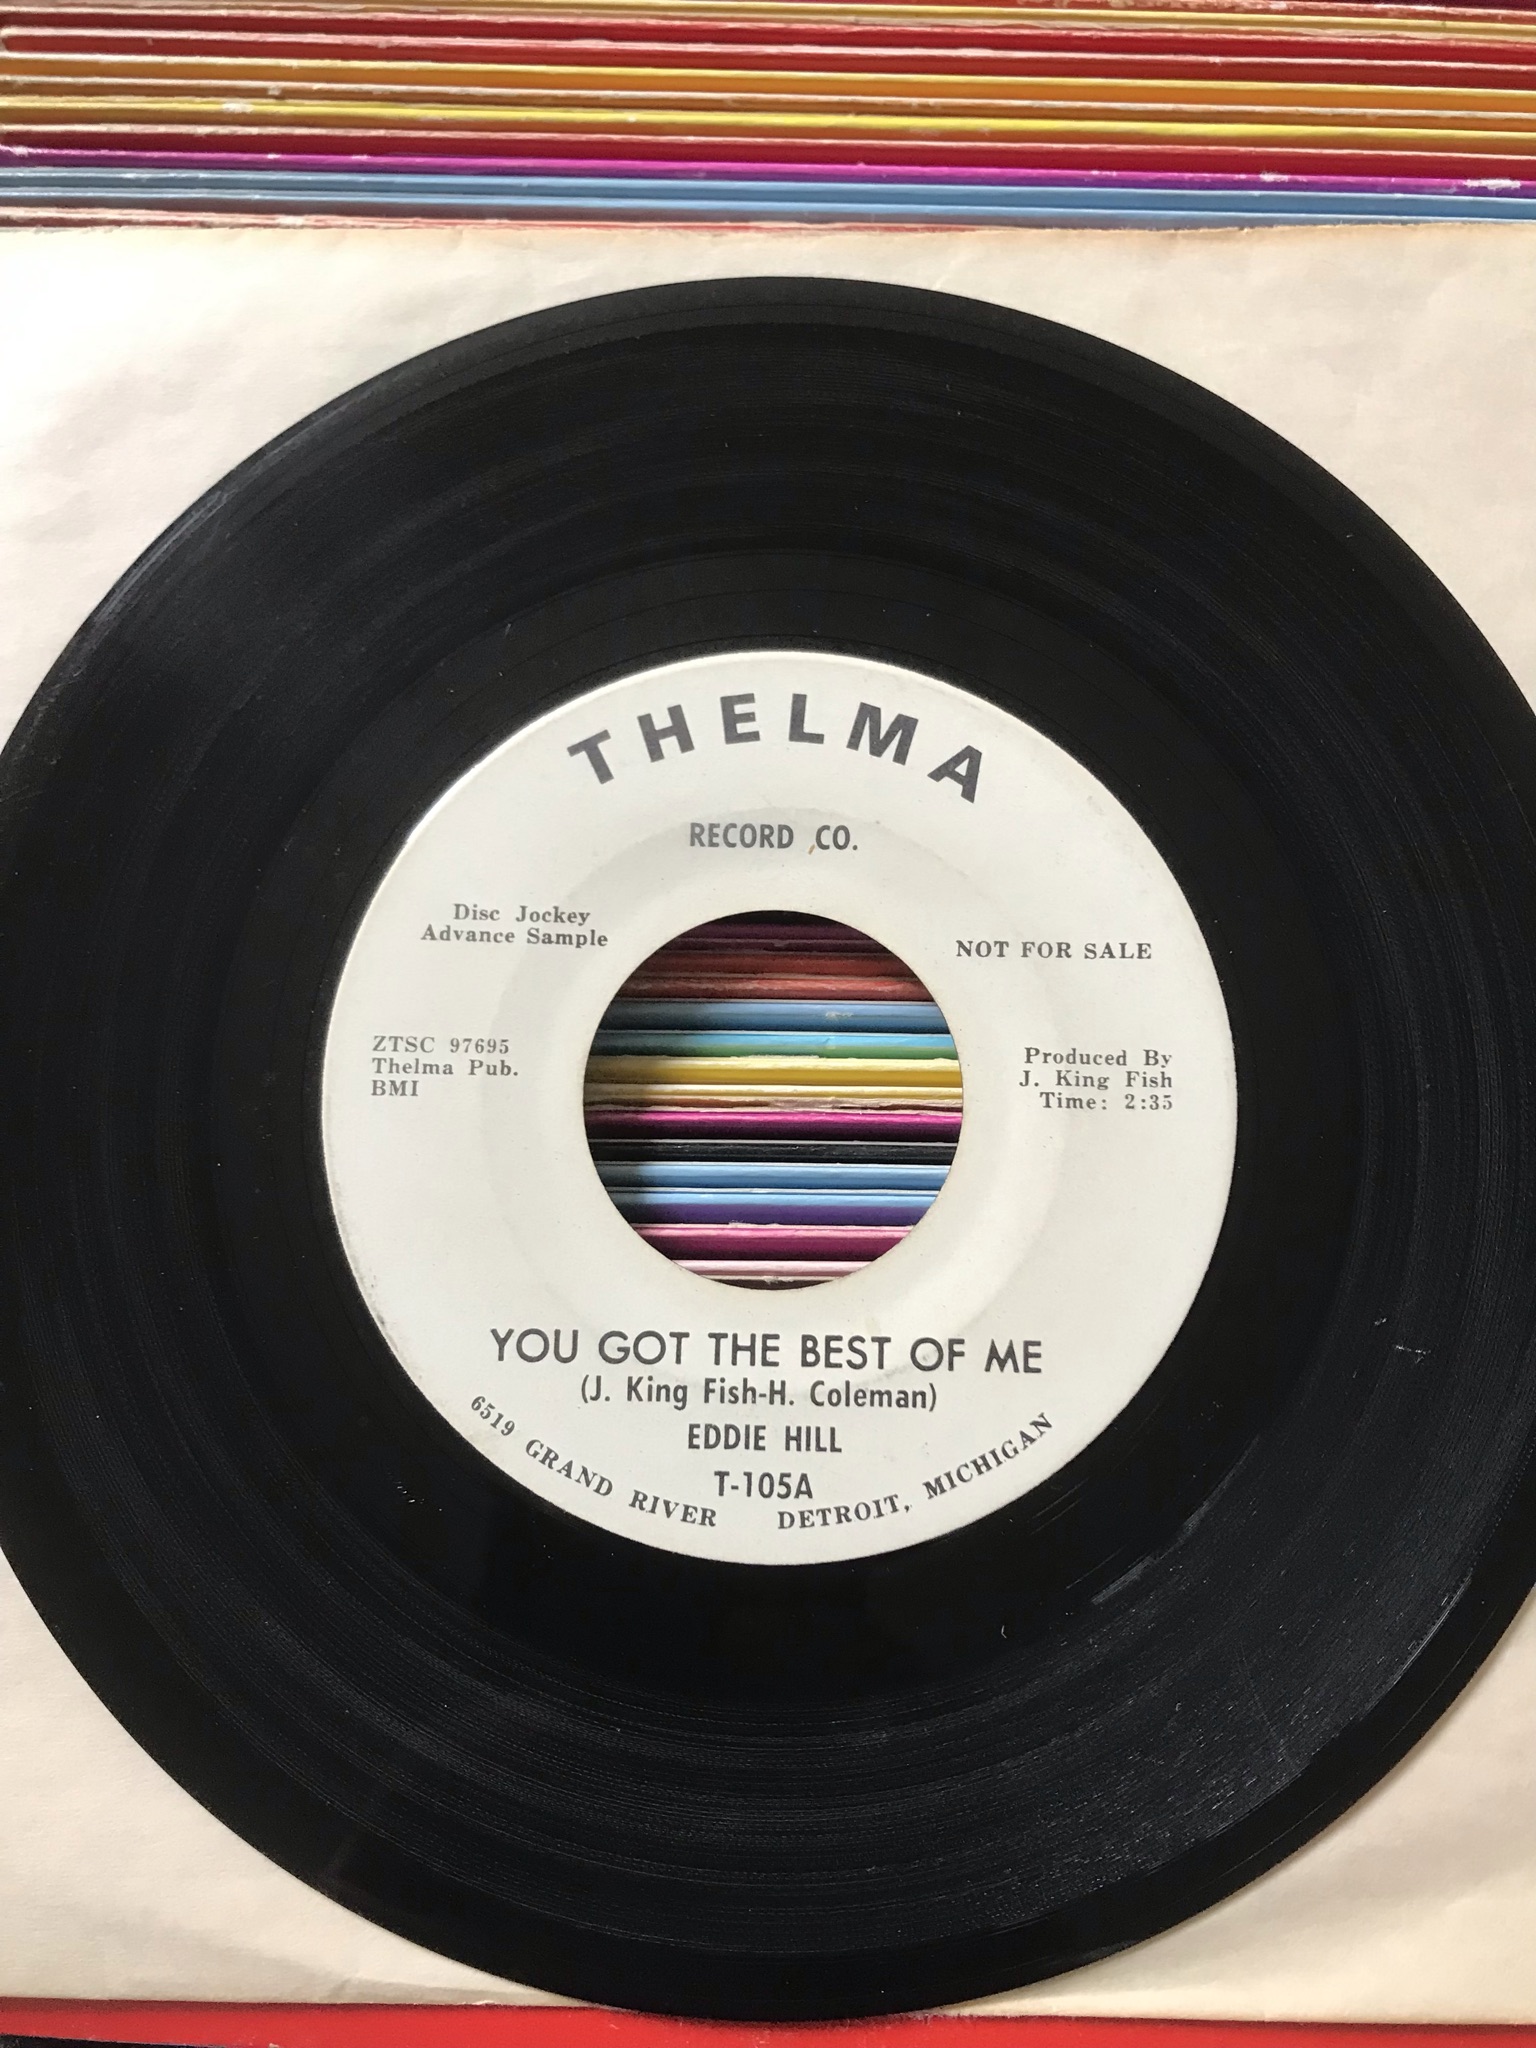 THELMA
RECORD CO.
Disc Jockey
Advance Sample
NOT FOR SALE
ZTSC 97695
Thelma Pub.
BMI
Produced By
J. King Fish
Time: 2:35
YOU GOT THE BEST OF ME
(J. King Fish-H. Coleman)
EDDIE HILL
T-105A
6519 GRAND RIVER DETROIT, MICHIGAN